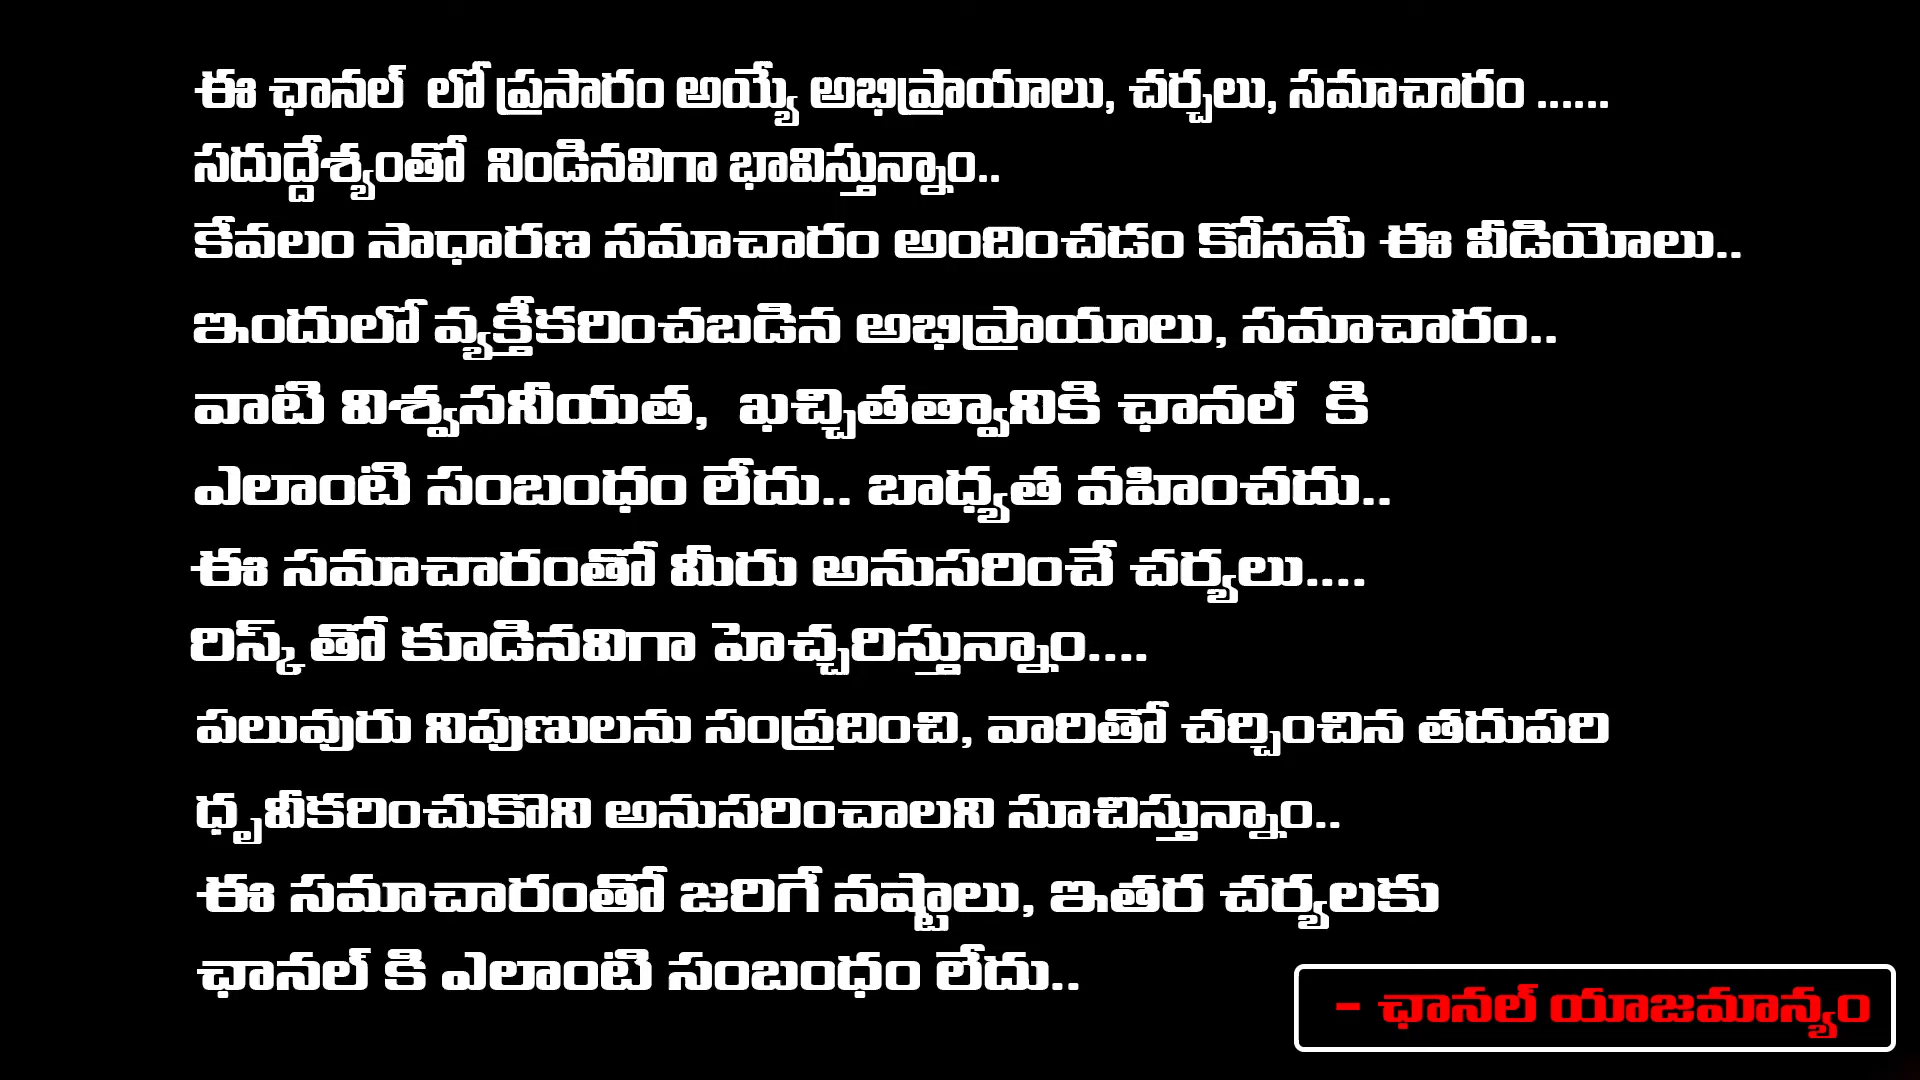 ఈ ఛానల్ లో ప్రసారం అయ్యే అభిప్రాయాలు, చర్చలు, సమాచారం ......
సదుద్దేశ్యంతో నిండినవిగా భావిస్తున్నాం..
కేవలం సాధారణ సమాచారం అందించడం కోసమే ఈ వీడియోలు..
ఇందులో వ్యక్తీకరించబడిన అభిప్రాయాలు, సమాచారం..
వాటి విశ్వసనీయత, ఖచ్చితత్వానికి ఛానల్ కి
ఎలాంటి సంబంధం లేదు.. బాధ్యత వహించదు..
ఈ సమాచారంతో మీరు అనుసరించే చర్యలు....
రిస్క్ తో కూడినవిగా హెచ్చరిస్తున్నాం....
పలువురు నిపుణులను సంప్రదించి, వారితో చర్చించిన తదుపరి
ధృవీకరించుకొని అనుసరించాలని సూచిస్తున్నాం..
ఈ సమాచారంతో జరిగే నష్టాలు, ఇతర చర్యలకు
ఛానల్ కి ఎలాంటి సంబంధం లేదు..
- ఛానల్ యాజమాన్యం